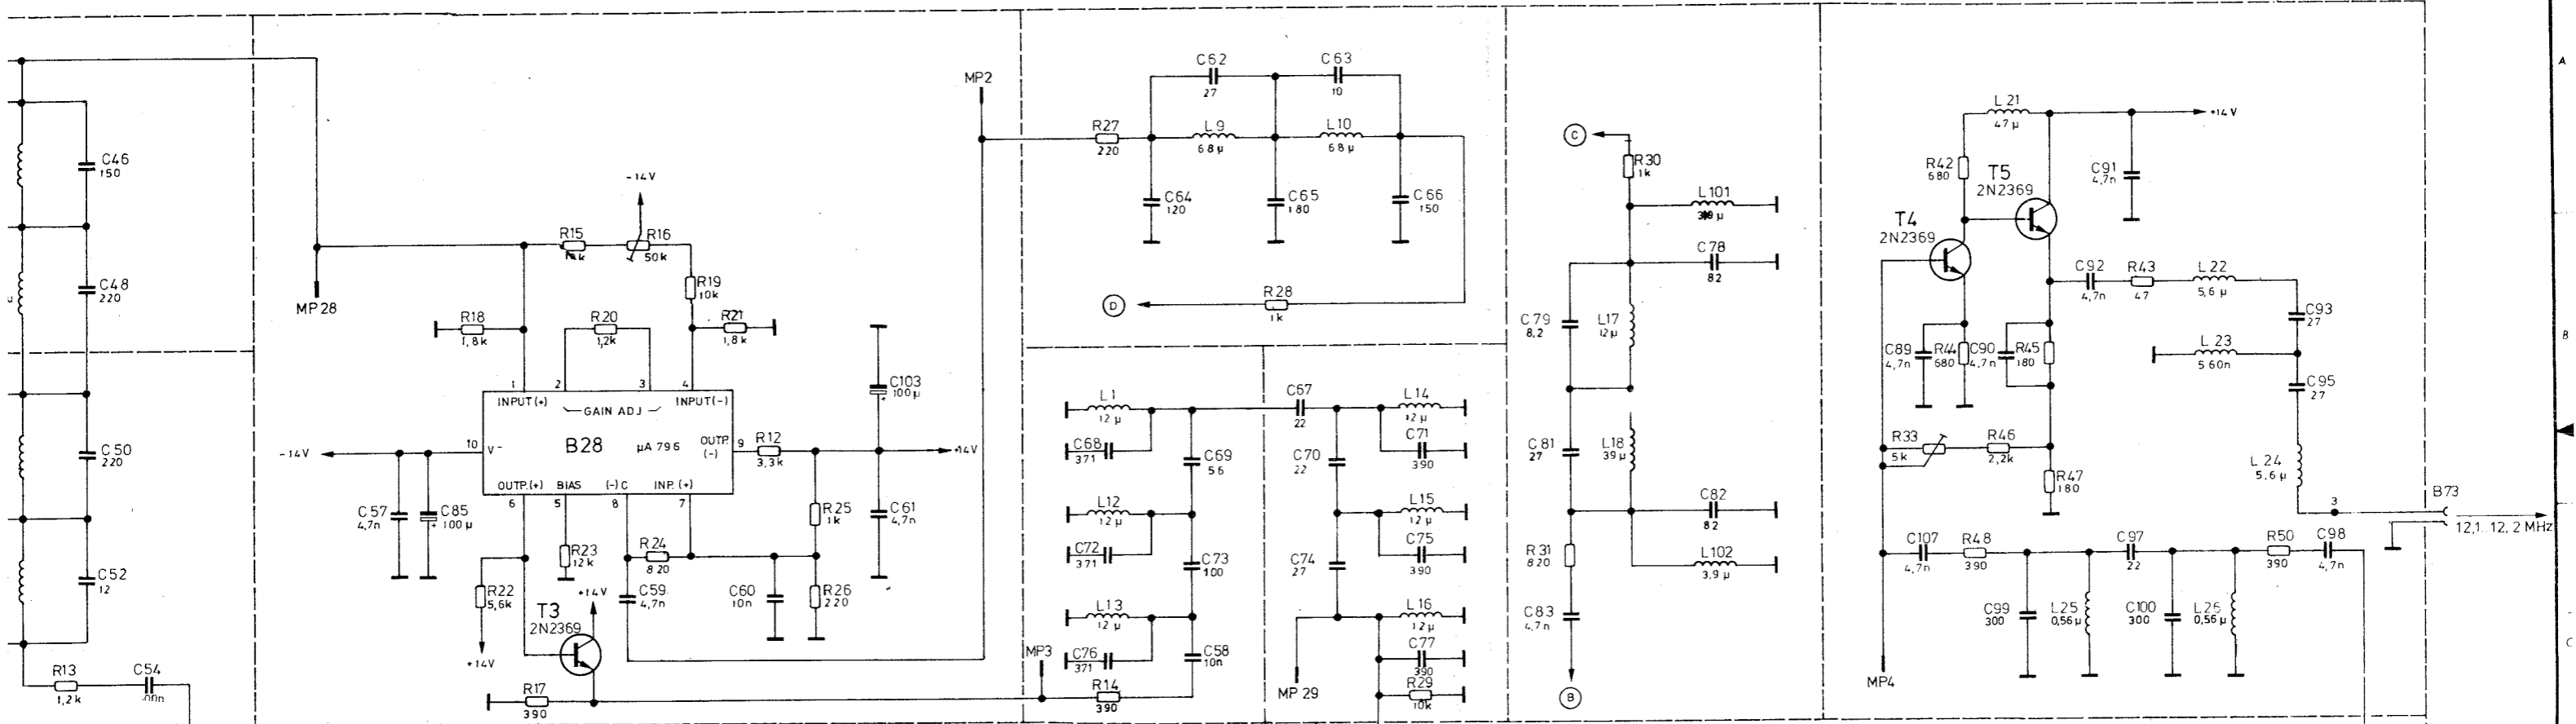 C46
150
C48
220
C50
220
C52
12
R13
1,2k
C54
MP28
-14V
R15
R16
50k
R19
10k
R18
1,8k
R20
1,2k
R21
1,8k
1
2
3
4
INPUT(+)
GAIN ADJ
INPUT(-)
10
V-
B28
µA 796
OUTP.
(-)
9
OUTP.(+)
BIAS
(-) C
INP. (+)
6
5
8
7
-14V
C57
4,7n
C85
+ 100µ
R12
3,3k
C103
100µ
+
14V
R25
1k
C61
4,7n
R23
12k
R24
820
R22
5,6k
+14V
T3
2N2369
+14V
C59
4,7n
C60
10n
R26
220
R17
390
MP2
MP3
R14
390
R27
220
C62
27
C63
10
L9
68µ
L10
68µ
C64
120
C65
180
C66
150
D
R28
1k
L1
12µ
C68
371
C69
56
L12
12µ
C72
371
C73
100
L13
12µ
C76
371
C58
10n
C67
22
L14
12µ
C71
390
C70
22
L15
12µ
C75
390
C74
27
L16
12µ
C77
390
R29
10k
MP 29
C
R30
1k
L101
C78
82
C79
8,2
L17
12µ
C81
27
L18
39µ
C82
82
L102
3,9µ
R31
820
C83
4,7n
B
L21
47µ
+14V
R42
680
T5
2N2369
C91
4,7n
T4
2N2369
C92
4,7n
R43
47
L22
5,6µ
C93
27
C89
4,7n
R44
680
C90
4,7n
R45
180
L23
560n
C95
27
R33
5k
R46
2,2k
R47
180
L24
5,6µ
3
B73
12,1..12,2 MHz
C107
4,7n
R48
390
C97
22
R50
390
C98
4,7n
C99
300
L25
0,56µ
C100
300
L26
0,56µ
MP4
A
B
C